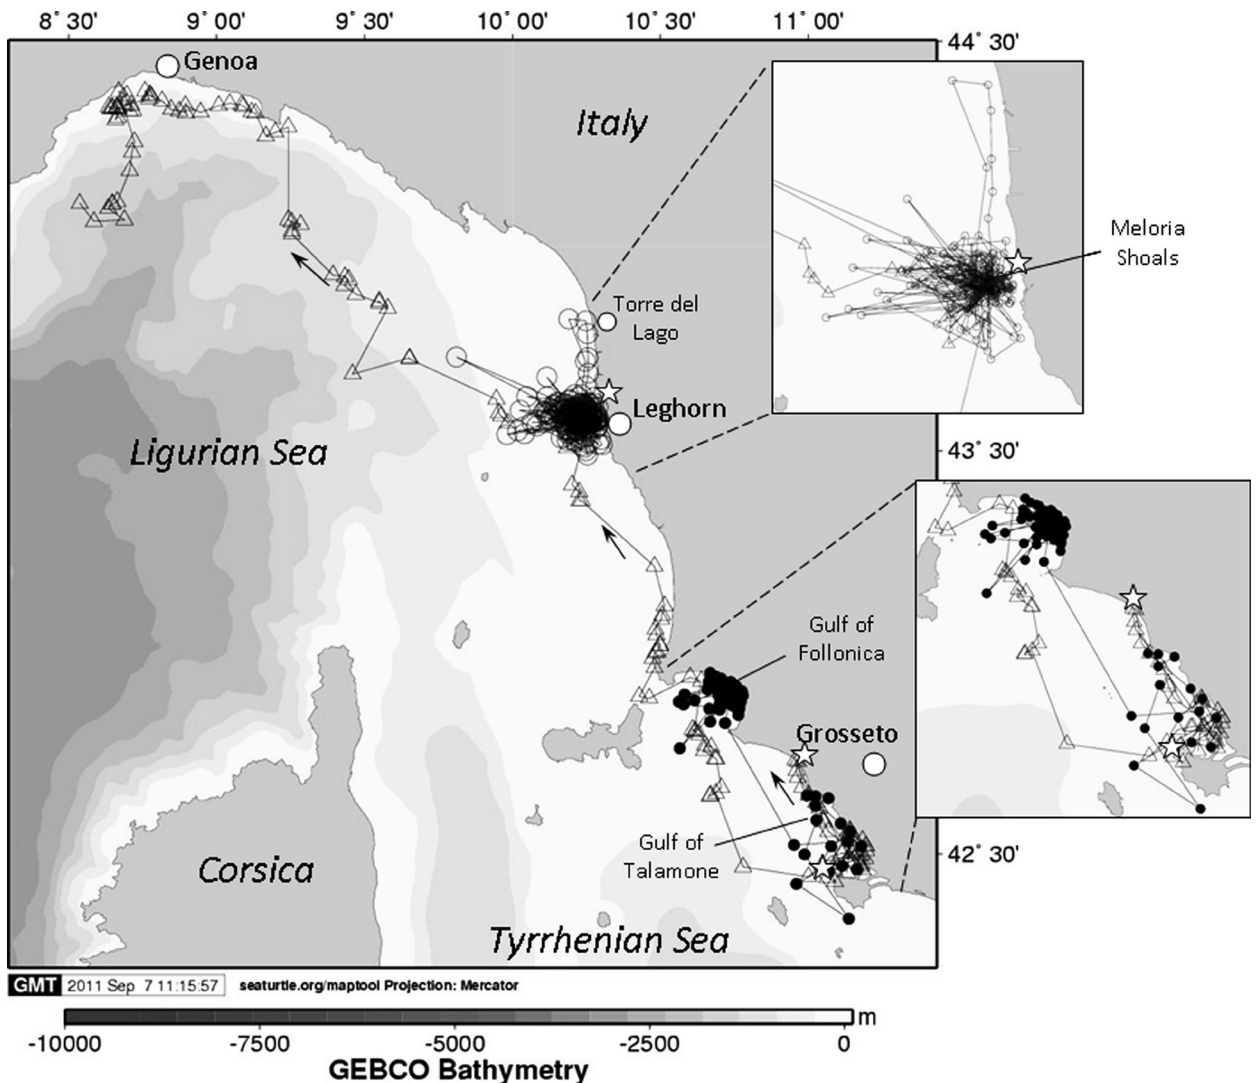 8° 30' 9° 00' 9° 30' 10° 00' 10° 30' 11° 00'
44° 30'
Genoa
Italy
Meloria
Shoals
Torre del
Lago
Leghorn
43° 30'
Ligurian Sea
Gulf of
Follonica
Grosseto
Gulf of
Talamone
42° 30'
Corsica
Tyrrhenian Sea
GMT 2011 Sep 7 11:15:57 seaturtle.org/maptool Projection: Mercator
m
-10000 -7500 -5000 -2500 0
GEBCO Bathymetry